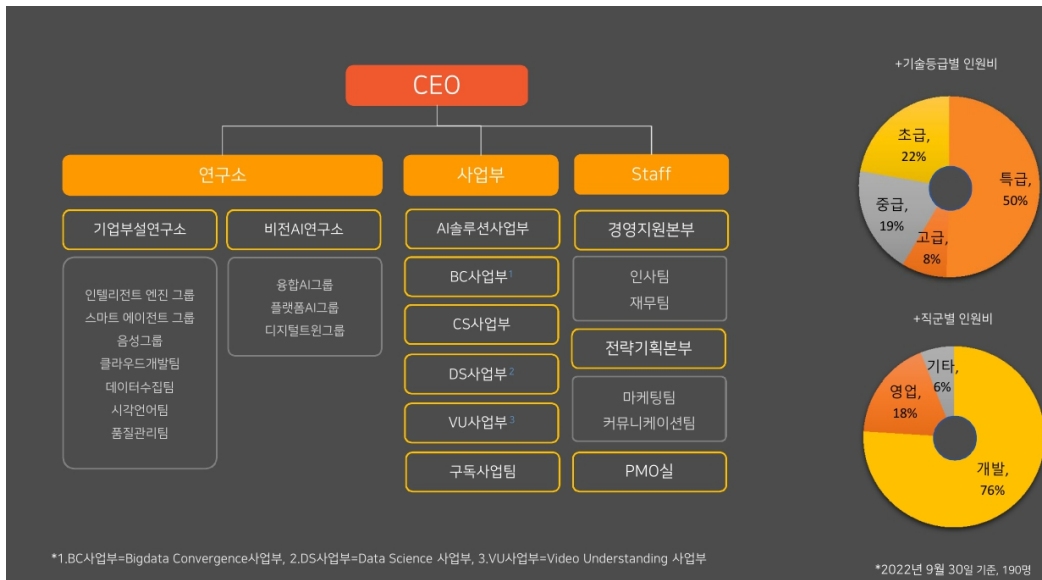 CEO
연구소
사업부
Staff
기업부설연구소
비전AI연구소
인텔리전트 엔진 그룹
스마트 에이전트 그룹
음성그룹
클라우드개발팀
데이터수집팀
시각언어팀
품질관리팀
융합AI그룹
플랫폼AI그룹
디지털트윈그룹
AI솔루션사업부
BC사업부1
CS사업부
DS사업부2
VU사업부3
구독사업팀
경영지원본부
인사팀
재무팀
전략기획본부
마케팅팀
커뮤니케이션팀
PMO실
+기술등급별 인원비
초급,
22%
특급,
50%
중급,
19%
고급,
8%
+직군별 인원비
기타,
6%
영업,
18%
개발,
76%
*1.BC사업부=Bigdata Convergence사업부, 2.DS사업부=Data Science 사업부, 3.VU사업부=Video Understanding 사업부
*2022년 9월 30일 기준, 190명